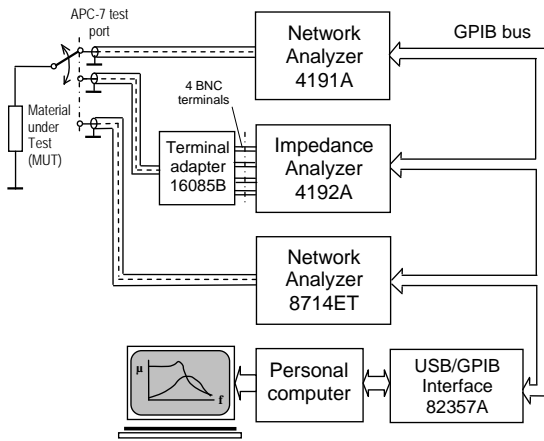 APC-7 test
port
Network
Analyzer
4191A
GPIB bus
4 BNC
terminals
Material
under
Test
(MUT)
Terminal
adapter
16085B
Impedance
Analyzer
4192A
Network
Analyzer
8714ET
μ
f
Personal
computer
USB/GPIB
Interface
82357A